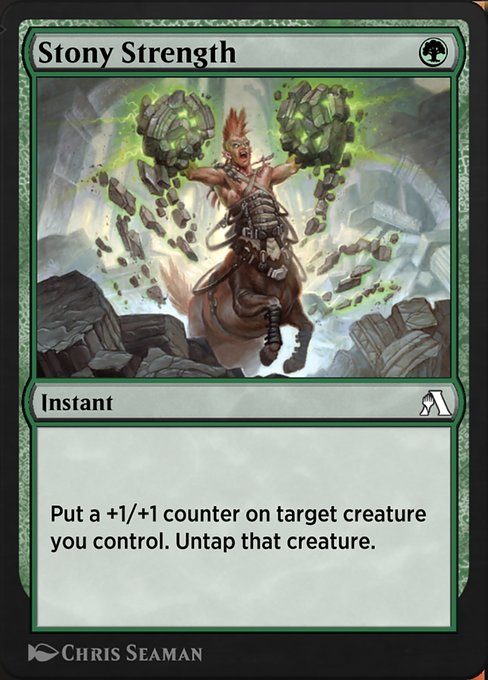 Stony Strength
Instant
Put a +1/+1 counter on target creature
you control. Untap that creature.
Chris Seaman